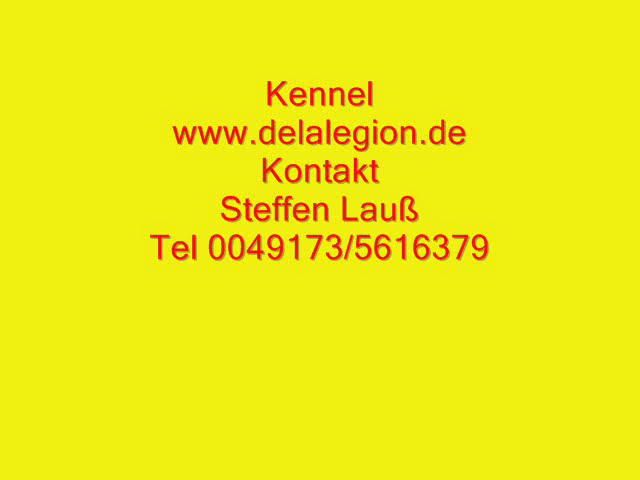 Kennel
www.delalegion.de
Kontakt
Steffen Lauß
Tel 0049173/5616379